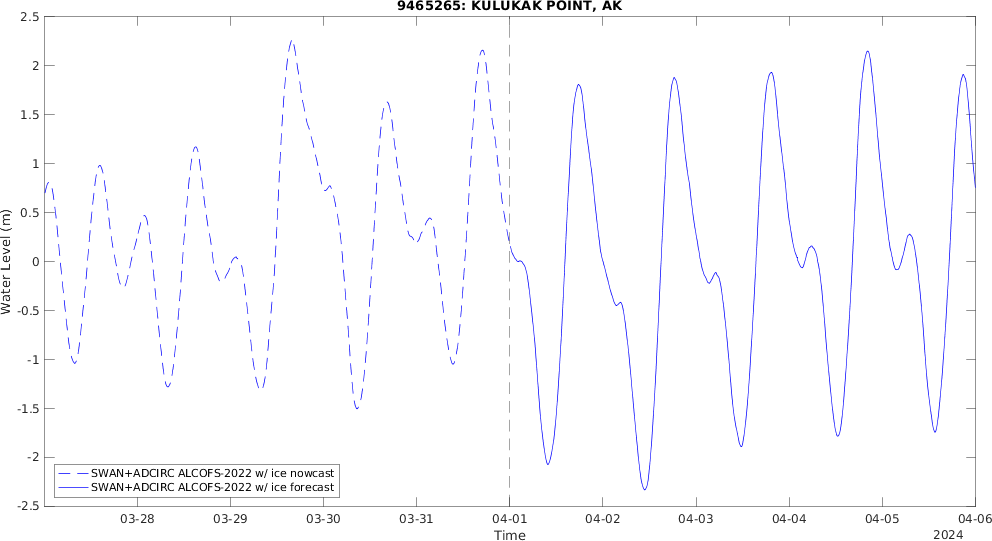 9465265: KULUKAK POINT, AK
2.5
2
1.5
1
0.5
0
-0.5
-1
-1.5
-2
-2.5
Water Level (m)
SWAN+ADCIRC ALCOFS-2022 w/ ice nowcast
SWAN+ADCIRC ALCOFS-2022 w/ ice forecast
03-28 03-29 03-30 03-31 04-01 04-02 04-03 04-04 04-05 04-06
Time
2024